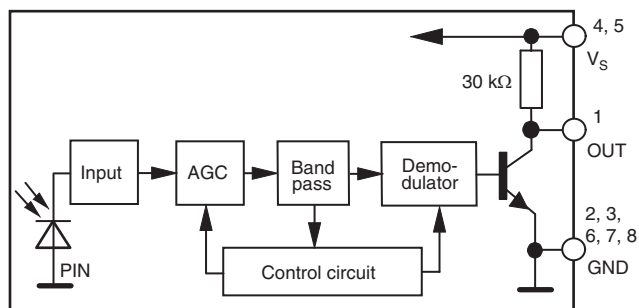 4, 5
V_S
30 kΩ
1
OUT
Input
AGC
Band
pass
Demo-
dulator
2, 3,
6, 7, 8
GND
PIN
Control circuit